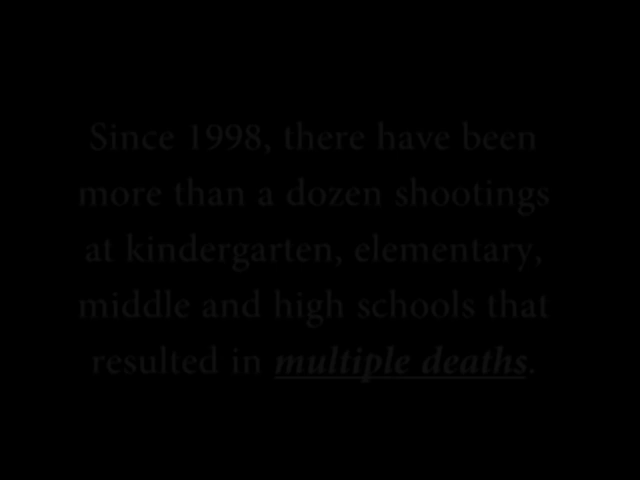 Since 1998, there have been
more than a dozen shootings
at kindergarten, elementary,
middle and high schools that
resulted in multiple deaths.